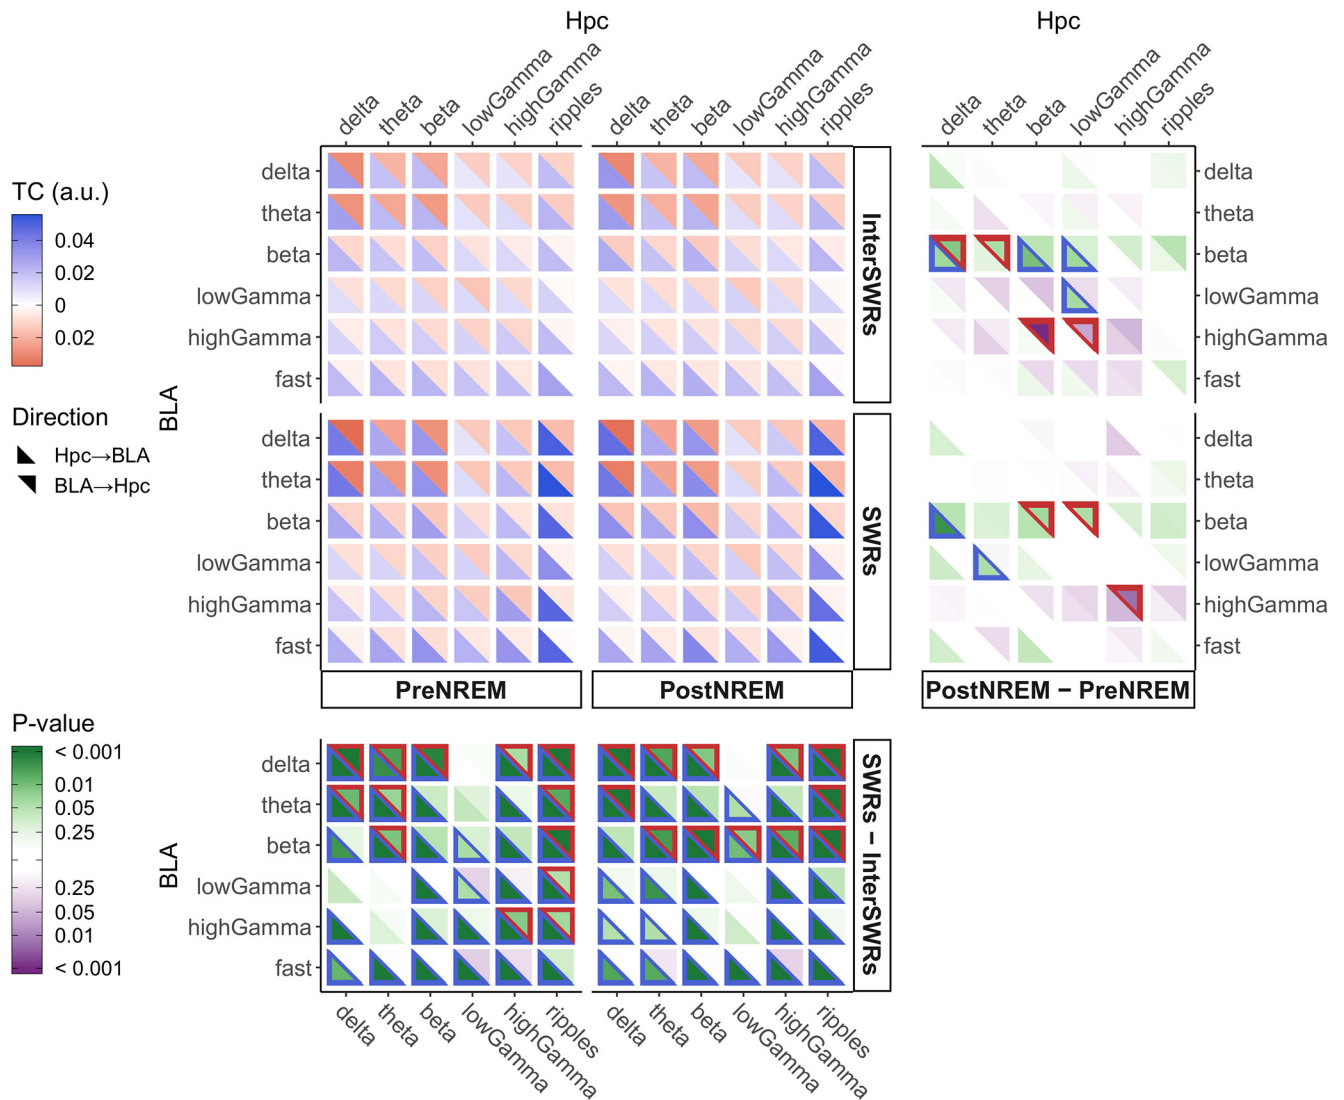 Hpc
Hpc
delta
theta
beta
lowGamma
highGamma
ripples
delta
theta
beta
lowGamma
highGamma
ripples
delta
theta
beta
lowGamma
highGamma
ripples
TC (a.u.)
0.04
0.02
0
0.02
Direction
Hpc→BLA
BLA→Hpc
BLA
delta
theta
beta
lowGamma
highGamma
fast
InterSWRs
delta
theta
beta
lowGamma
highGamma
fast
delta
theta
beta
lowGamma
highGamma
fast
SWRs
delta
theta
beta
lowGamma
highGamma
fast
PreNREM
PostNREM
PostNREM − PreNREM
P-value
< 0.001
0.01
0.05
0.25
0.25
0.05
0.01
< 0.001
BLA
delta
theta
beta
lowGamma
highGamma
fast
SWRs − InterSWRs
delta
theta
beta
lowGamma
highGamma
ripples
delta
theta
beta
lowGamma
highGamma
ripples